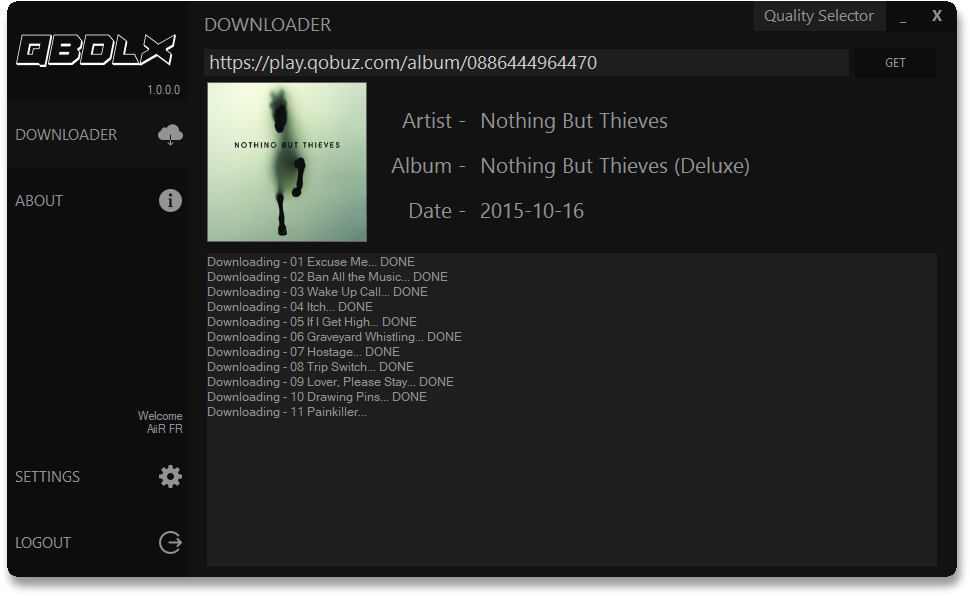 QBDLX
1.0.0.0
DOWNLOADER
ABOUT
Welcome
AiiR FR
SETTINGS
LOGOUT
DOWNLOADER
Quality Selector
_
X
https://play.qobuz.com/album/0886444964470
GET
NOTHING BUT THIEVES
Artist - Nothing But Thieves
Album - Nothing But Thieves (Deluxe)
Date - 2015-10-16
Downloading - 01 Excuse Me... DONE
Downloading - 02 Ban All the Music... DONE
Downloading - 03 Wake Up Call... DONE
Downloading - 04 Itch... DONE
Downloading - 05 If I Get High... DONE
Downloading - 06 Graveyard Whistling... DONE
Downloading - 07 Hostage... DONE
Downloading - 08 Trip Switch... DONE
Downloading - 09 Lover, Please Stay... DONE
Downloading - 10 Drawing Pins... DONE
Downloading - 11 Painkiller...